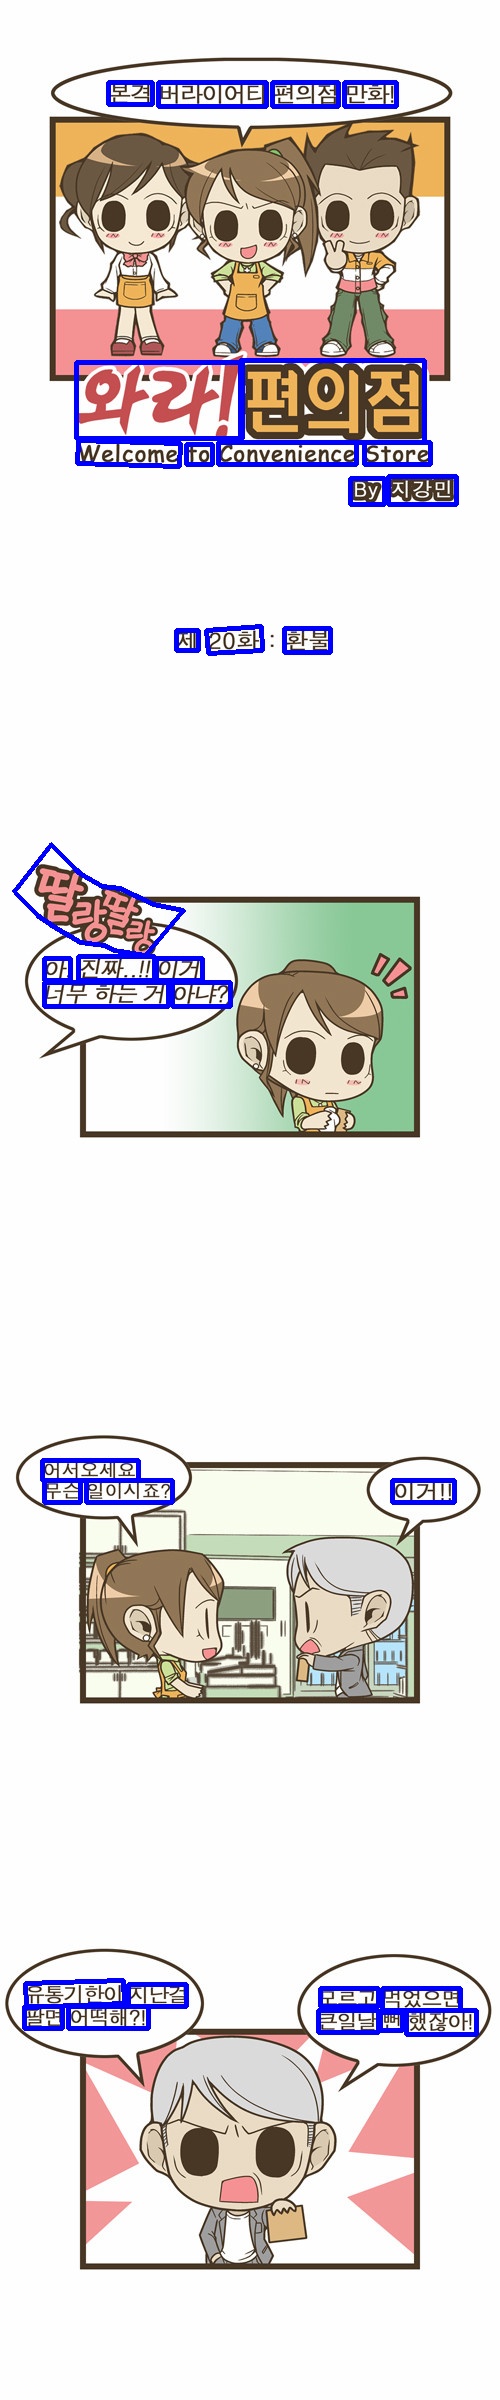 본격 버라이어티 편의점 만화!
와라! 편의점
Welcome to Convenience Store
By 지강민
제 20화 : 환불
딸랑딸랑
아 진짜..!! 이거
너무 하는 거 아냐?
어서오세요
무슨 일이시죠?
이거!!
유통기한이 지난걸
팔면 어떡해?!
모르고 먹었으면
큰일날 뻔 했잖아!